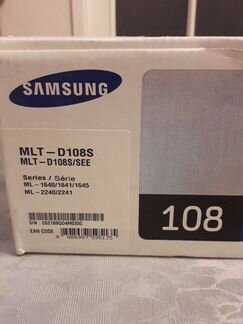 SAMSUNG
MLT-D108S
MLT-D108S/SEE
Series / Série
ML-1640/1641/1645
ML-2240/2241
EAN CODE
108